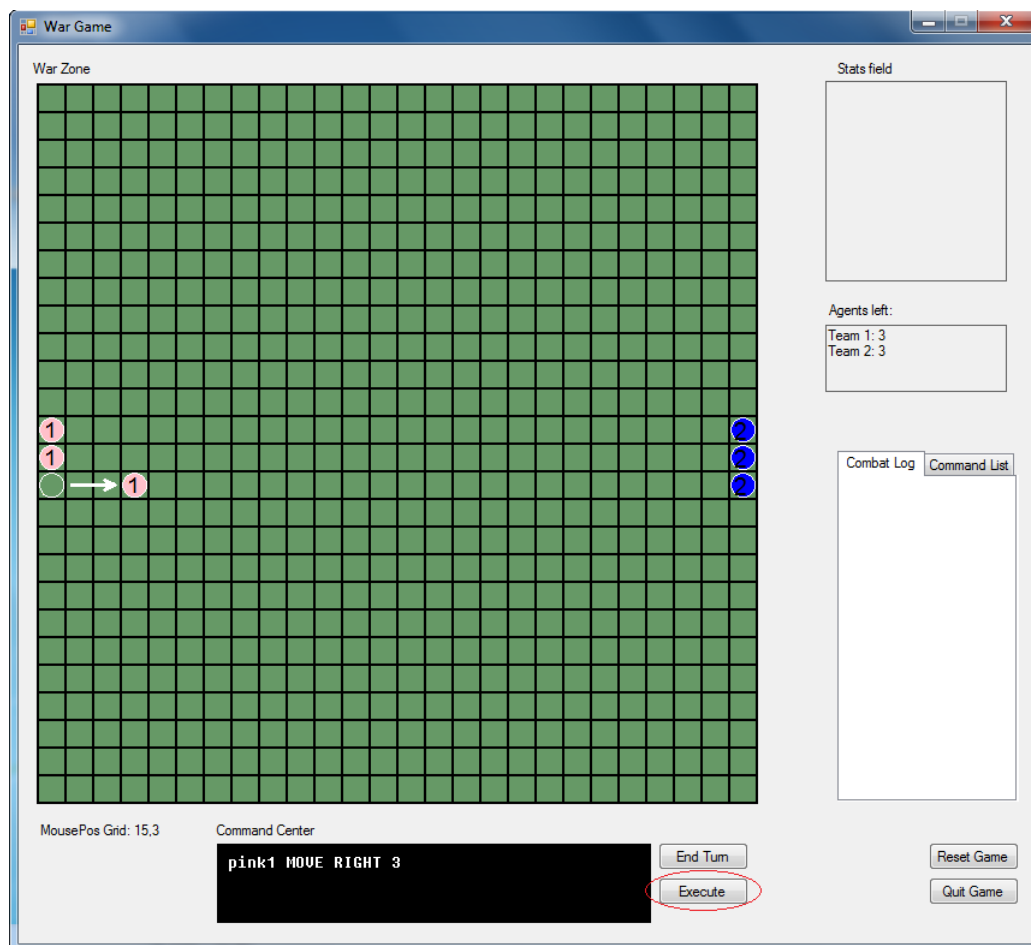 War Game
War Zone
Stats field
Agents left:
Team 1: 3
Team 2: 3
1
2
1
2
1
2
Combat Log
Command List
MousePos Grid: 15,3
Command Center
pink1 MOVE RIGHT 3
End Turn
Execute
Reset Game
Quit Game